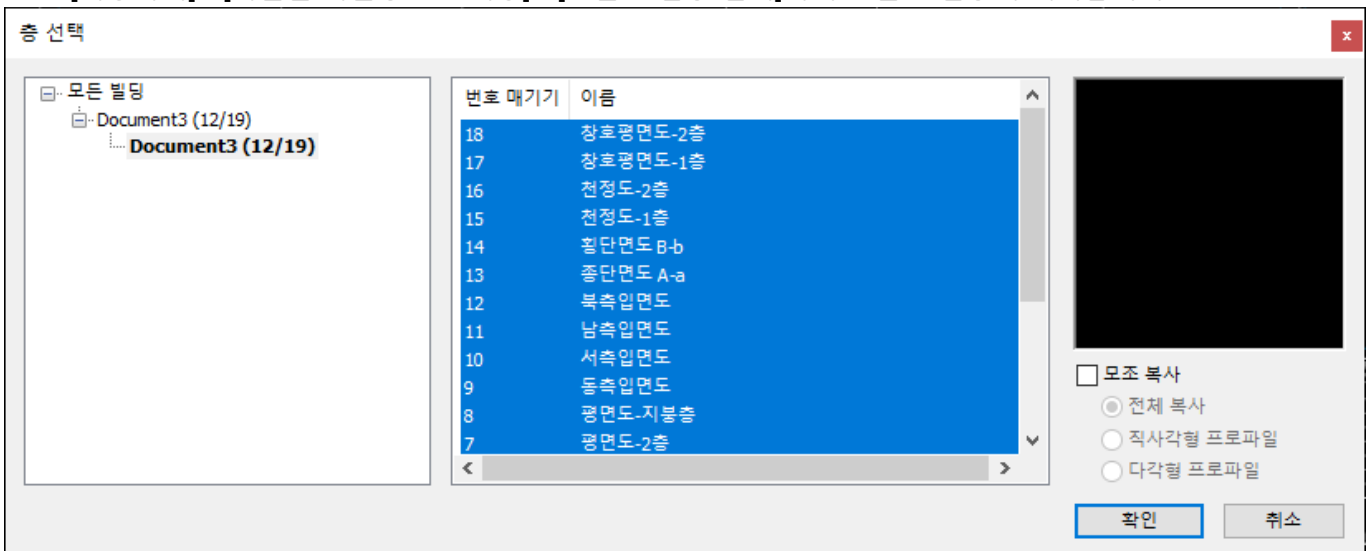 층 선택
모든 빌딩
Document3 (12/19)
Document3 (12/19)
번호 매기기 이름
18 창호평면도-2층
17 창호평면도-1층
16 천정도-2층
15 천정도-1층
14 횡단면도 B-b
13 종단면도 A-a
12 북측입면도
11 남측입면도
10 서측입면도
9 동측입면도
8 평면도-지붕층
7 평면도-2층
모조 복사
전체 복사
직사각형 프로파일
다각형 프로파일
확인 취소